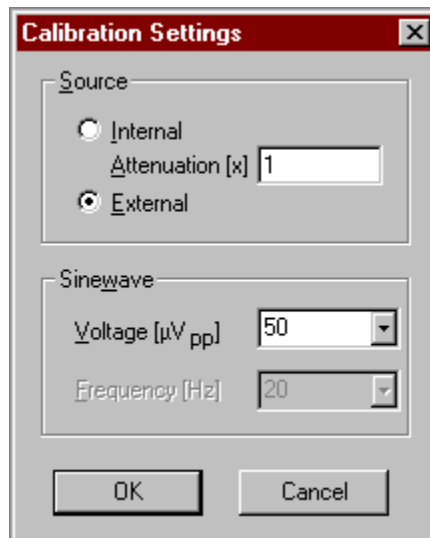 Calibration Settings
Source
Internal
Attenuation [x] 1
External
Sinewave
Voltage [µV pp] 50
Frequency [Hz] 20
OK Cancel